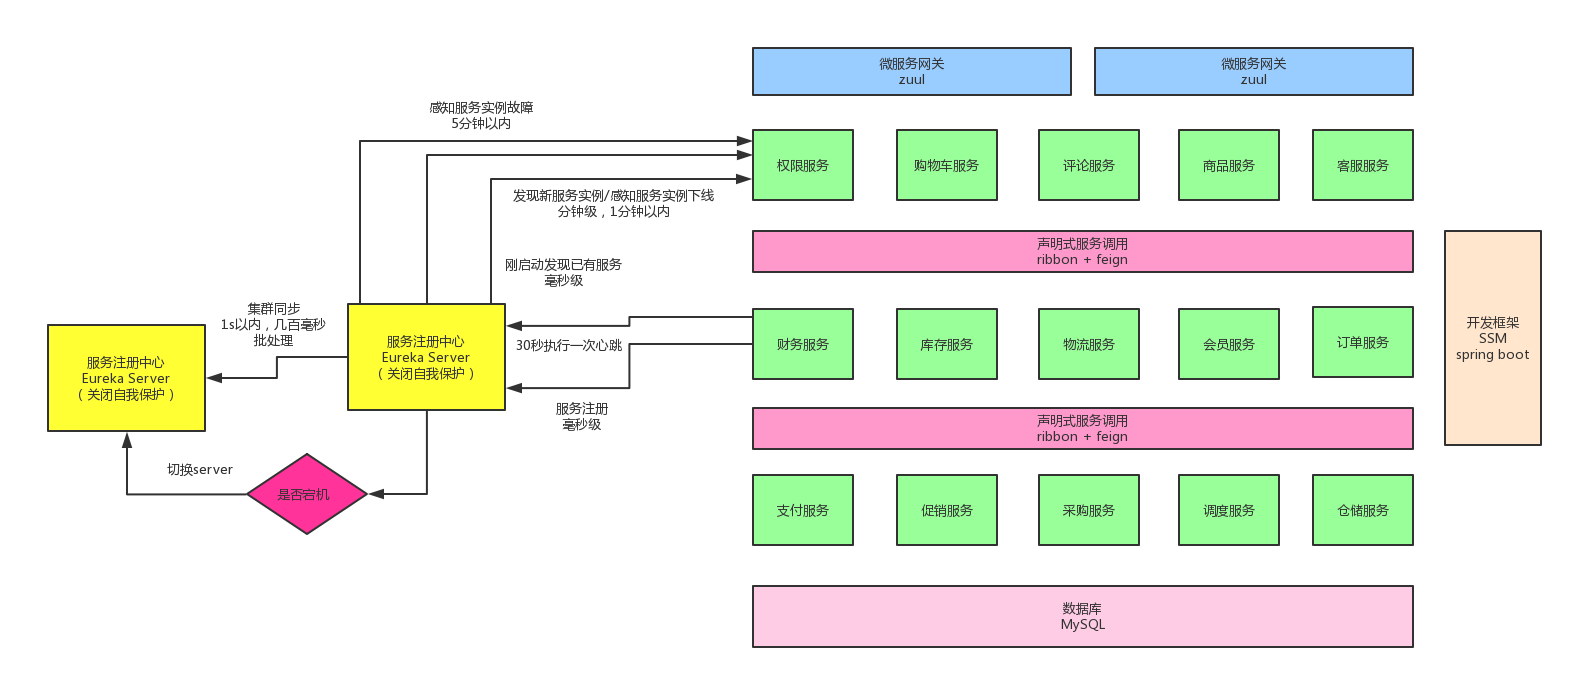 微服务网关
zuul
微服务网关
zuul
感知服务实例故障
5分钟以内
权限服务
购物车服务
评论服务
商品服务
客服服务
发现新服务实例/感知服务实例下线
分钟级，1分钟以内
声明式服务调用
ribbon + feign
刚启动发现已有服务
毫秒级
集群同步
1s以内，几百毫秒
批处理
服务注册中心
Eureka Server
（关闭自我保护）
服务注册中心
Eureka Server
（关闭自我保护）
30秒执行一次心跳
财务服务
库存服务
物流服务
会员服务
订单服务
开发框架
SSM
spring boot
服务注册
毫秒级
声明式服务调用
ribbon + feign
切换server
是否宕机
支付服务
促销服务
采购服务
调度服务
仓储服务
数据库
MySQL